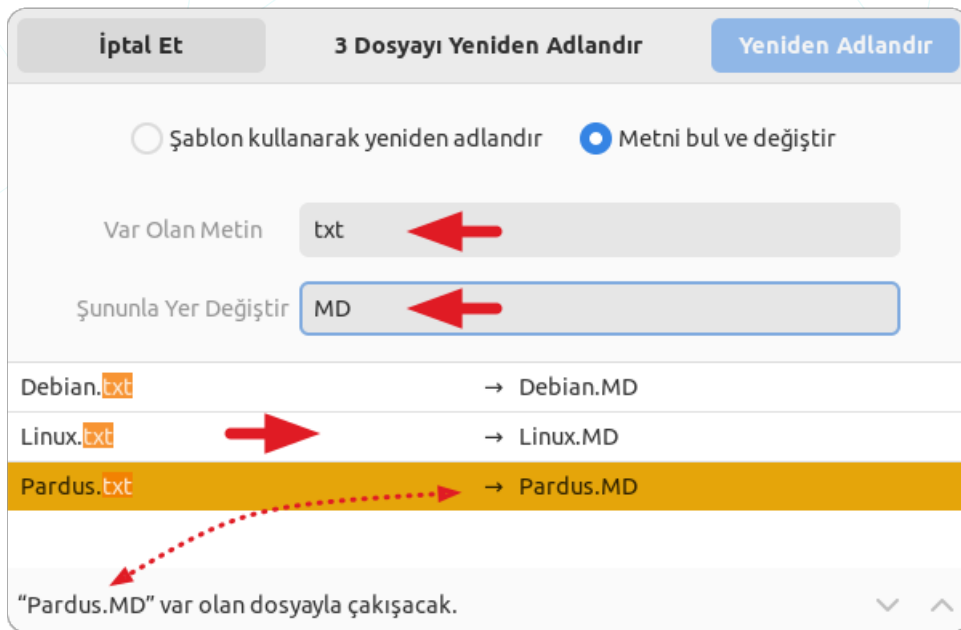 İptal Et 3 Dosyayı Yeniden Adlandır Yeniden Adlandır
Şablon kullanarak yeniden adlandır Metni bul ve değiştir
Var Olan Metin txt
Şununla Yer Değiştir MD
Debian.txt → Debian.MD
Linux.txt → Linux.MD
Pardus.txt → Pardus.MD
“Pardus.MD” var olan dosyayla çakışacak.